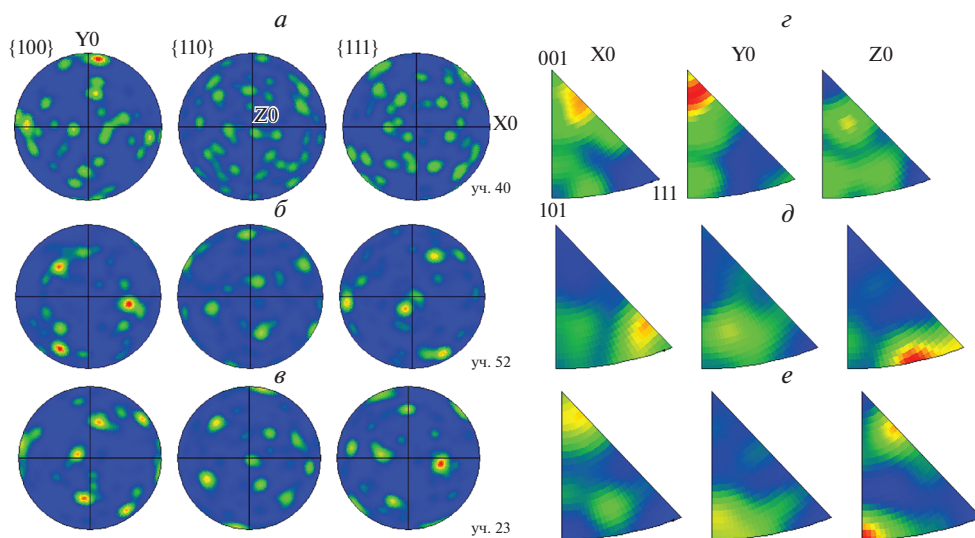 а г
{100} Y0 {110} {111} X0 Y0 Z0
001
Z0 X0
уч. 40
101 111
б д
уч. 52
в е
уч. 23